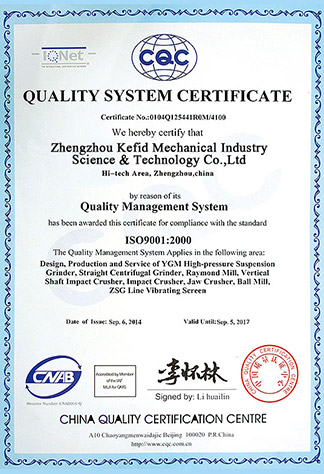 IQNet
CQC
QUALITY SYSTEM CERTIFICATE
Certificate No.:0104Q125441R0M/4100
We hereby certify that
Zhengzhou Kefid Mechanical Industry
Science & Technology Co.,Ltd
Hi-tech Area, Zhengzhou,china
by reason of its
Quality Management System
has been awarded this certificate for compliance with the standard
ISO9001:2000
The Quality Management System Applies in the following area:
Design, Production and Service of YGM High-pressure Suspension
Grinder, Straight Centrifugal Grinder, Raymond Mill, Vertical
Shaft Impact Crusher, Impact Crusher, Jaw Crusher, Ball Mill,
ZSG Line Vibrating Screen
Date of Issue: Sep. 6, 2014 Valid Until:Sep. 5, 2017
CNAB
Accredited by Member
of the IAF
MLA for QMS
李怀林
Signed by: Li huailin
CHINA QUALITY CERTIFICATION CENTRE
A10 Chaoyangmenwaidajie Beijing 100020 P.R.China
http://www.cqc.com.cn